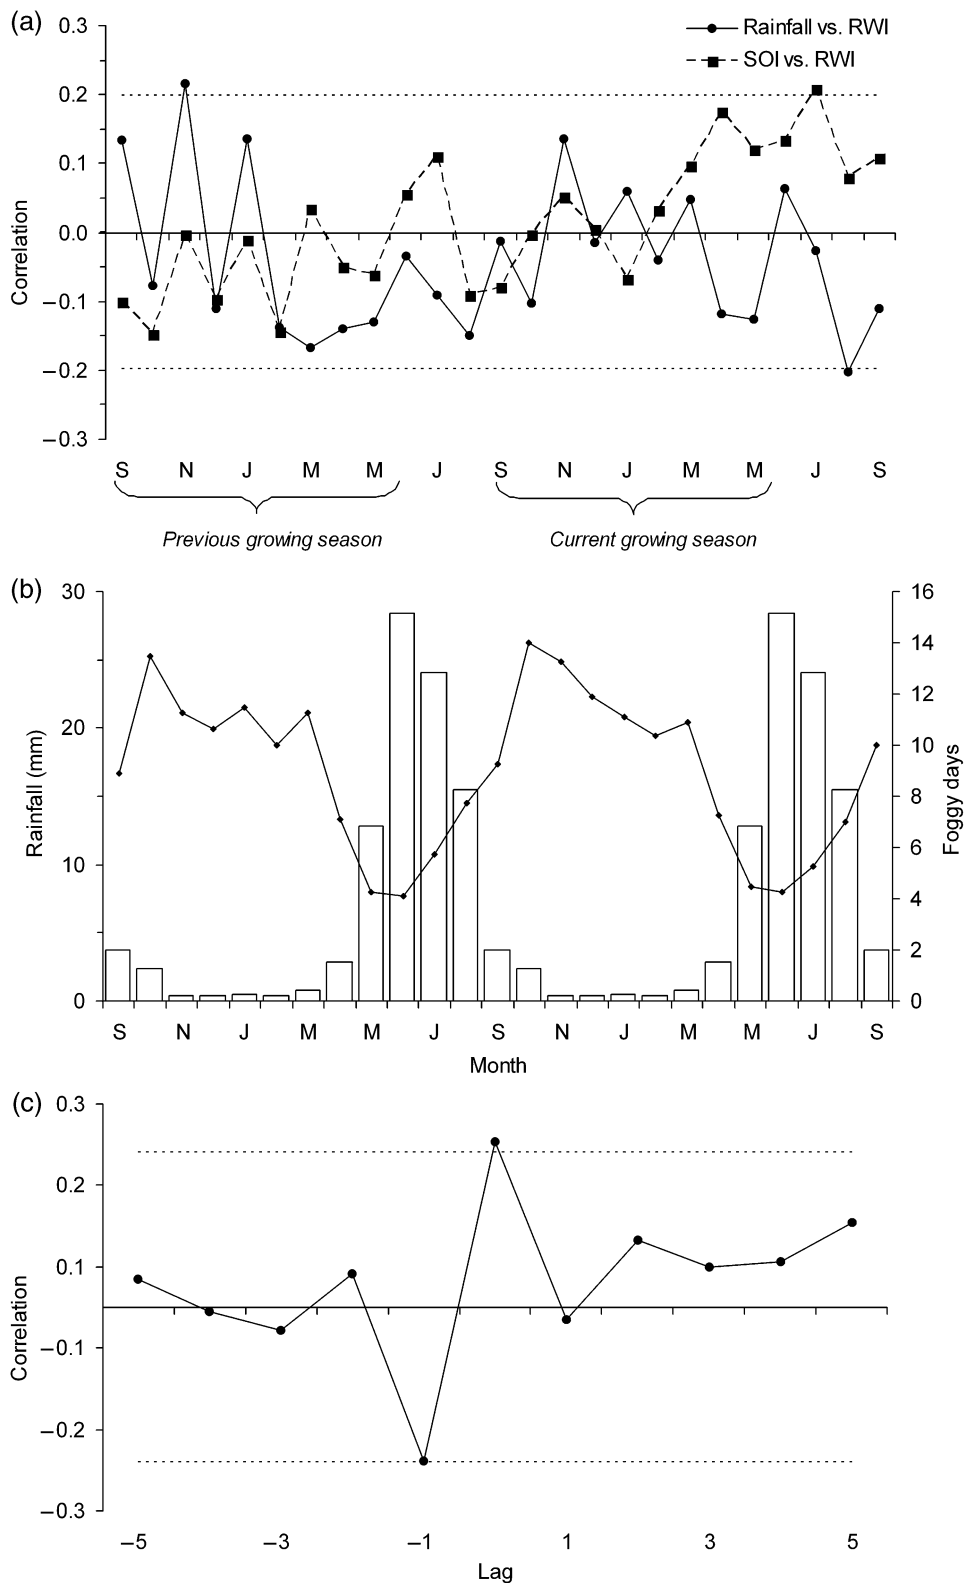 (a)
0.3
0.2
0.1
0.0
–0.1
–0.2
–0.3
Correlation
Rainfall vs. RWI
SOI vs. RWI
S N J M M J S N J M M J S
Previous growing season
Current growing season
(b)
30
20
10
0
Rainfall (mm)
16
14
12
10
8
6
4
2
0
Foggy days
S N J M M J S N J M M J S
Month
(c)
0.3
0.2
0.1
–0.1
–0.2
–0.3
Correlation
–5 –3 –1 1 3 5
Lag